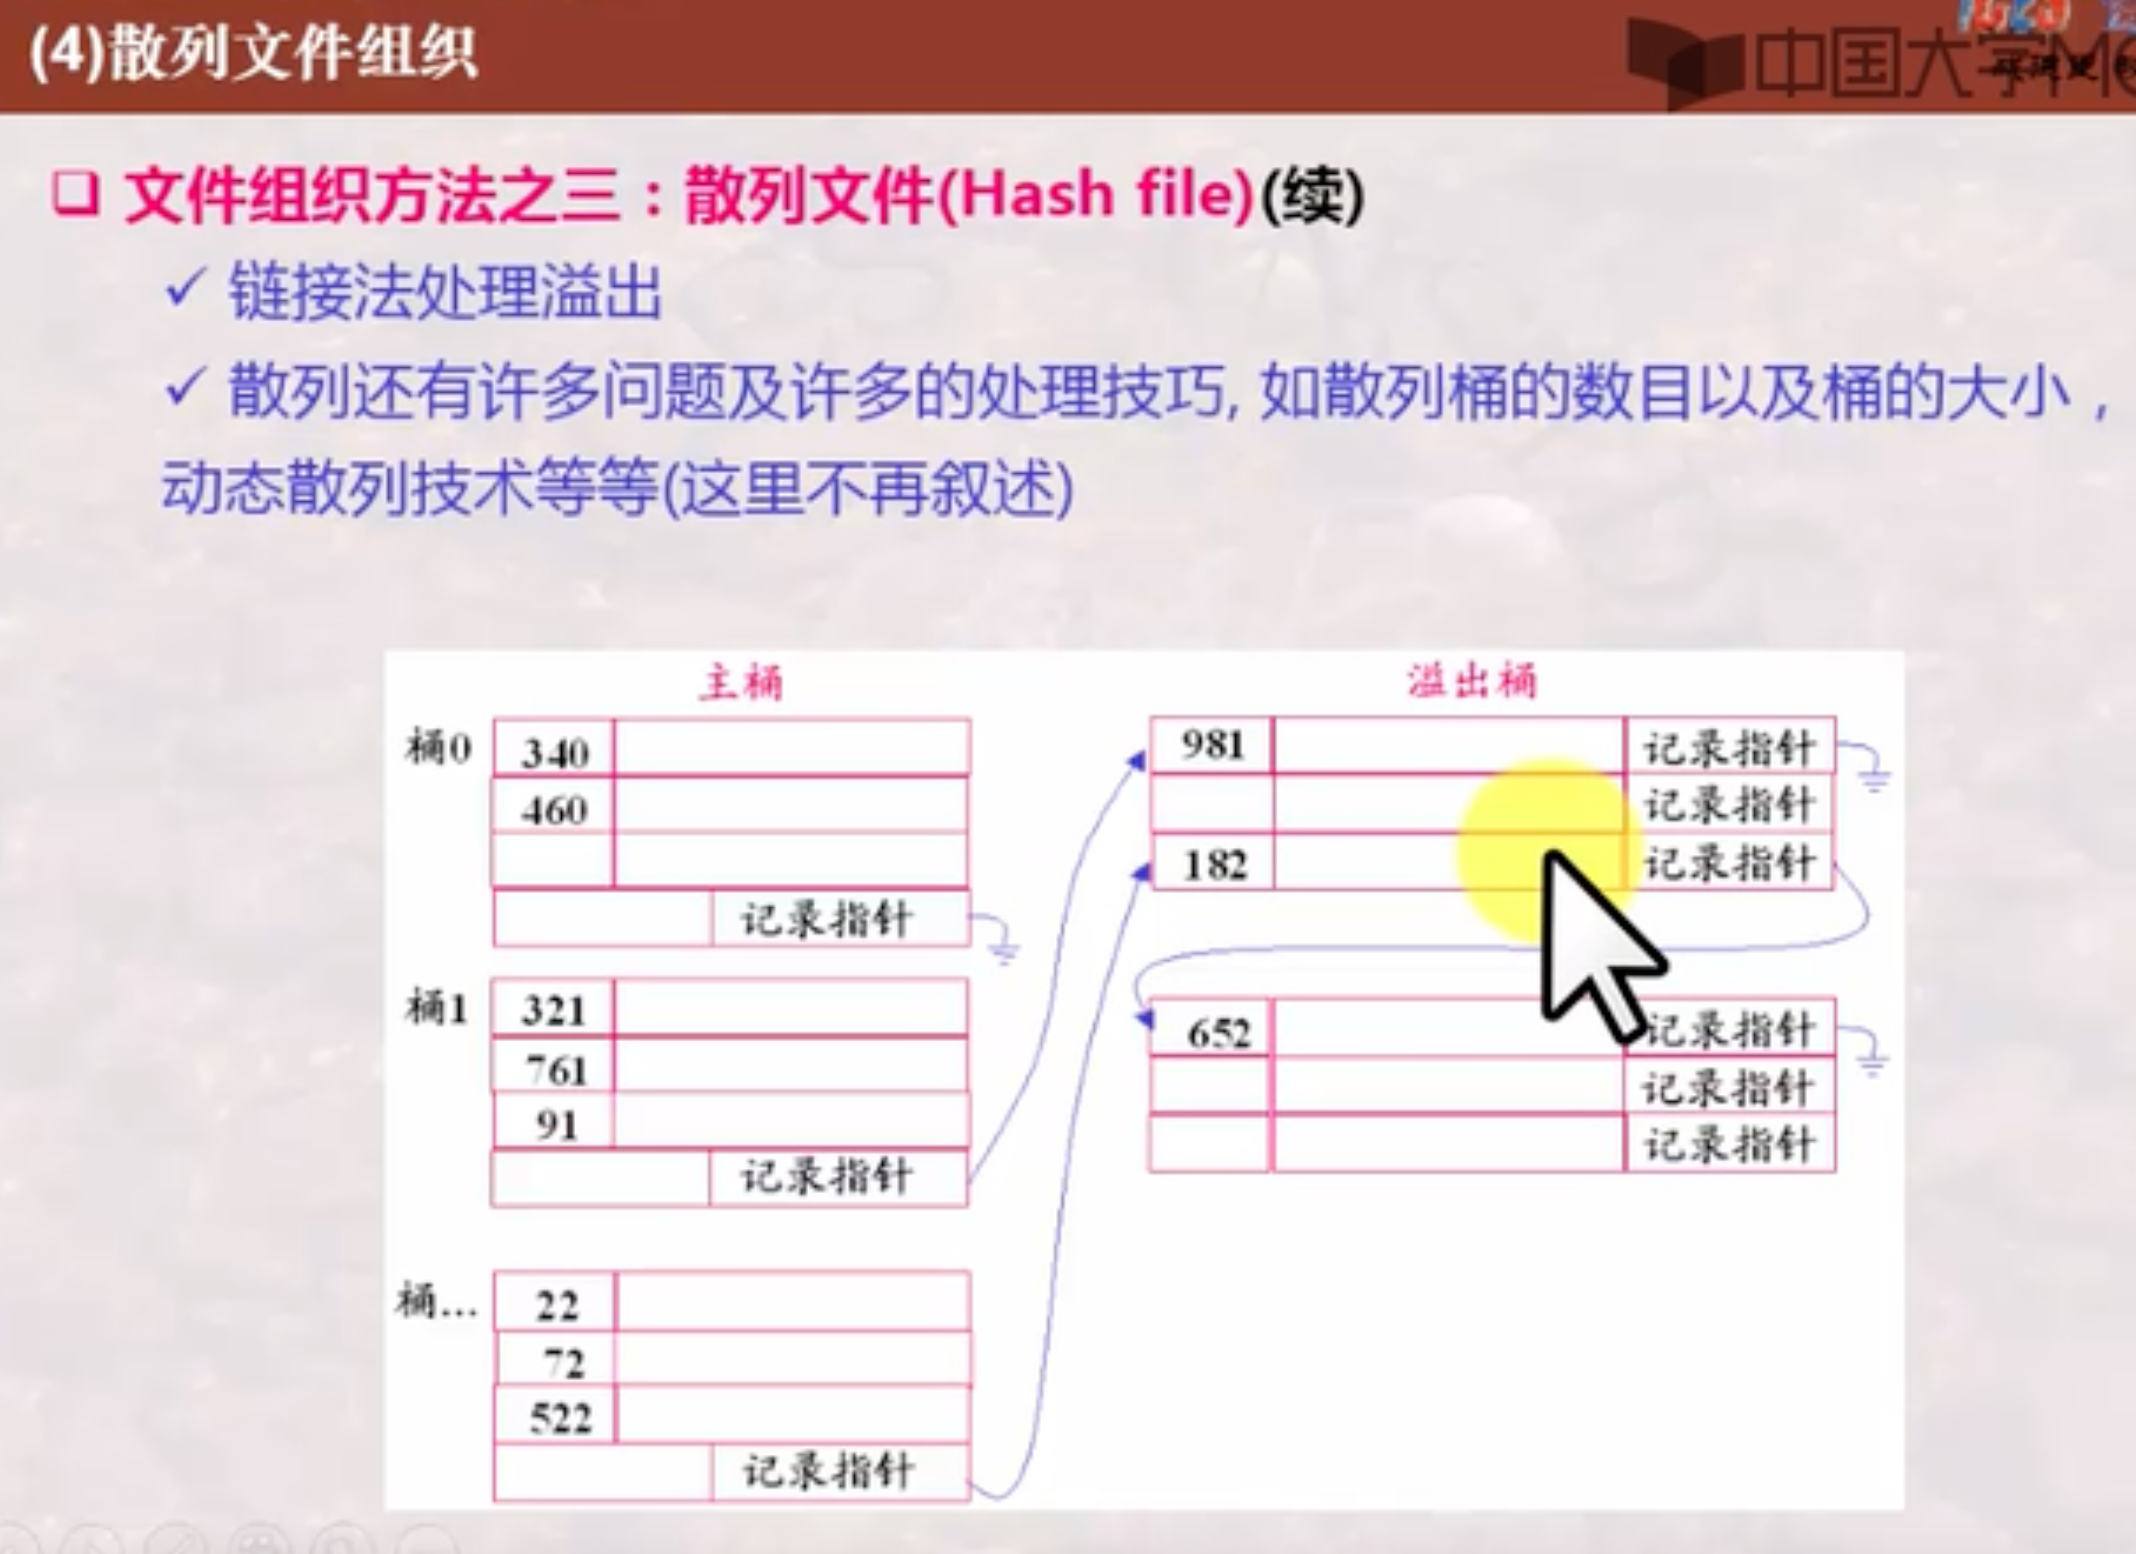 (4)散列文件组织
中国大学M
❑ 文件组织方法之三：散列文件(Hash file)(续)
✓ 链接法处理溢出
✓ 散列还有许多问题及许多的处理技巧, 如散列桶的数目以及桶的大小，
动态散列技术等等(这里不再叙述)
主桶
桶0 340
460
记录指针
桶1 321
761
91
记录指针
桶... 22
72
522
记录指针
溢出桶
981 记录指针
记录指针
182 记录指针
652 记录指针
记录指针
记录指针